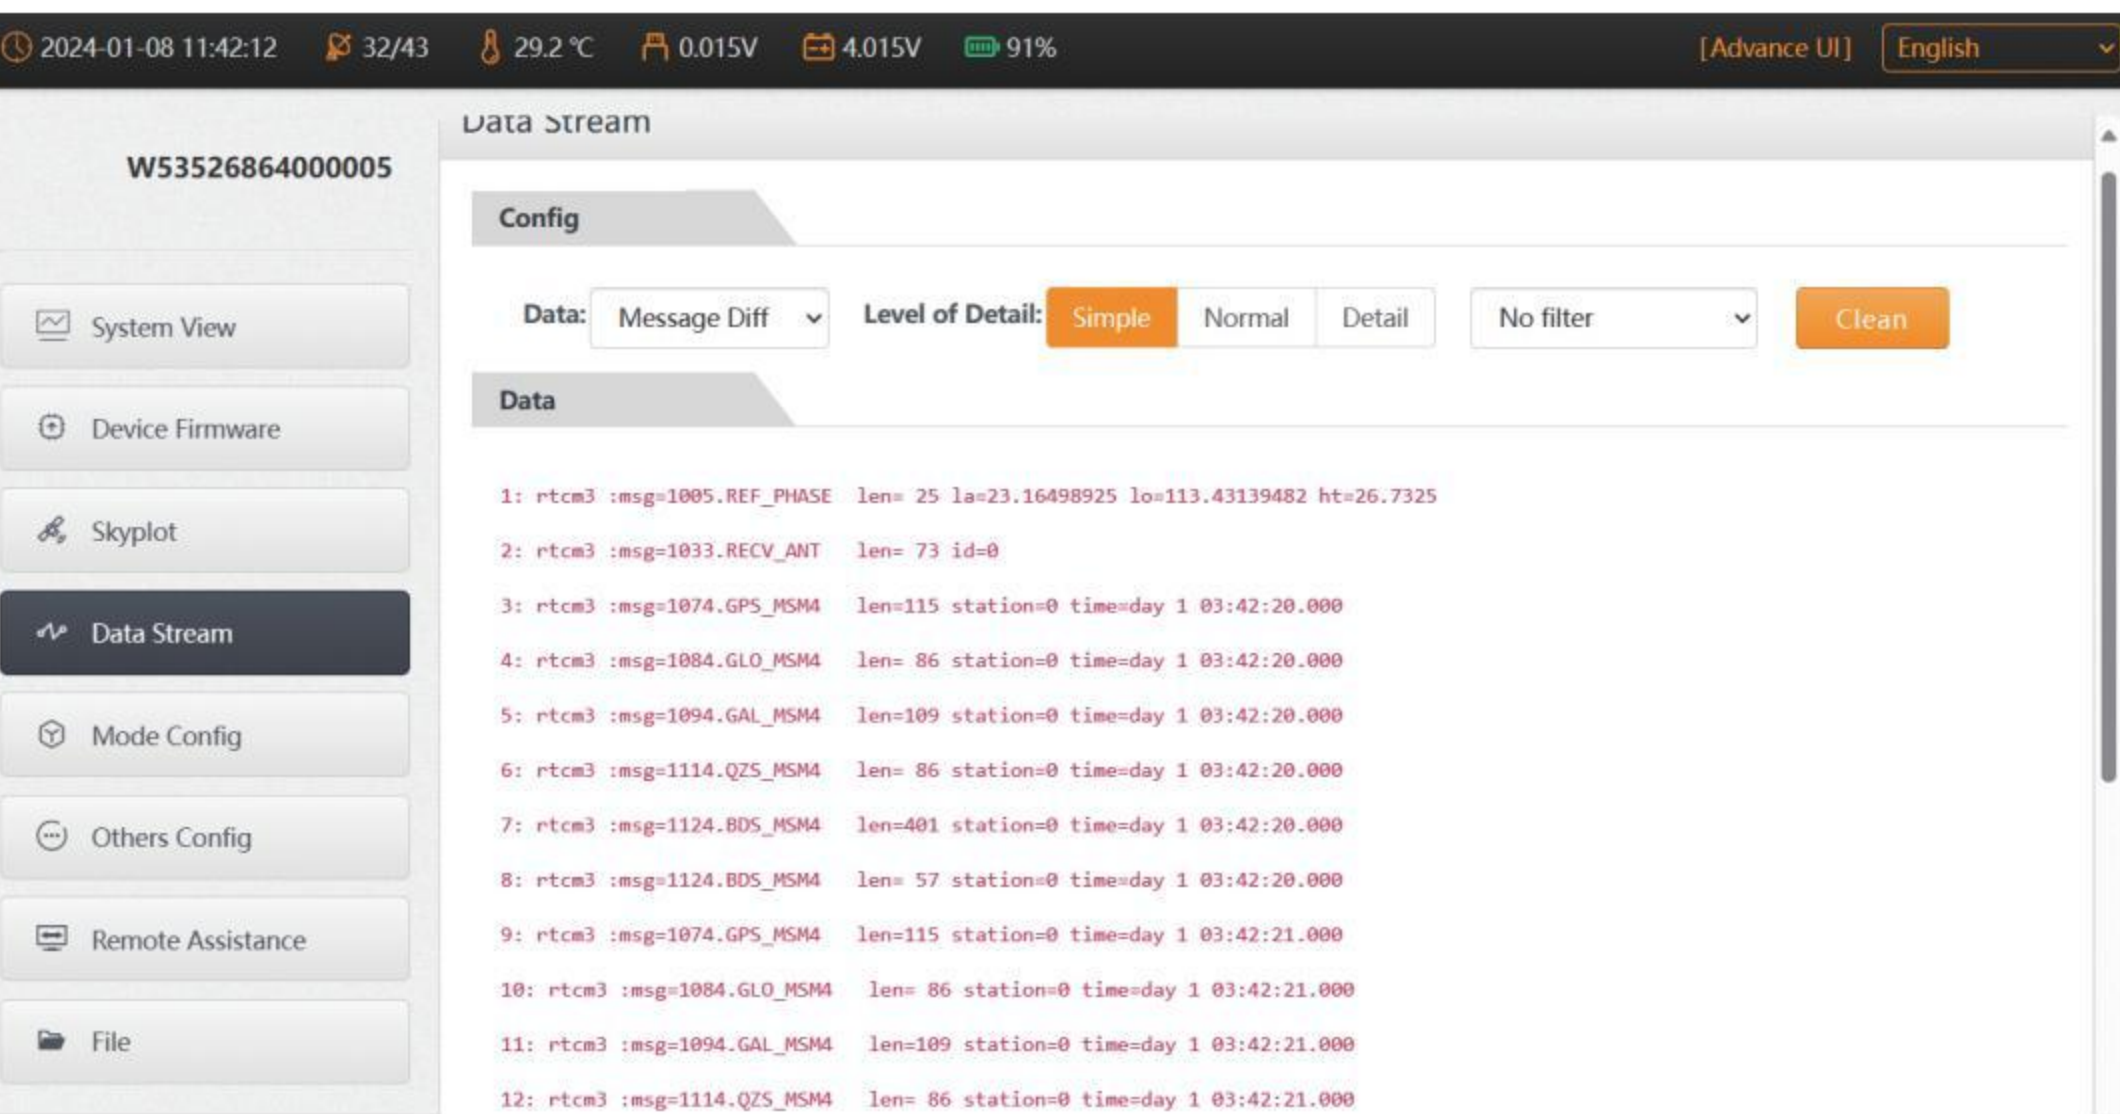 2024-01-08 11:42:12 32/43 29.2 ℃ 0.015V 4.015V 91% [Advance UI] English
Data Stream
W53526864000005
Config
Data: Message Diff Level of Detail: Simple Normal Detail No filter Clean
System View
Data
Device Firmware
1: rtcm3 :msg=1005.REF_PHASE len= 25 la=23.16498925 lo=113.43139482 ht=26.7325
Skyplot
2: rtcm3 :msg=1033.RECV_ANT len= 73 id=0
3: rtcm3 :msg=1074.GPS_MSM4 len=115 station=0 time=day 1 03:42:20.000
Data Stream
4: rtcm3 :msg=1084.GLO_MSM4 len= 86 station=0 time=day 1 03:42:20.000
5: rtcm3 :msg=1094.GAL_MSM4 len=109 station=0 time=day 1 03:42:20.000
Mode Config
6: rtcm3 :msg=1114.QZS_MSM4 len= 86 station=0 time=day 1 03:42:20.000
7: rtcm3 :msg=1124.BDS_MSM4 len=401 station=0 time=day 1 03:42:20.000
Others Config
8: rtcm3 :msg=1124.BDS_MSM4 len= 57 station=0 time=day 1 03:42:20.000
9: rtcm3 :msg=1074.GPS_MSM4 len=115 station=0 time=day 1 03:42:21.000
Remote Assistance
10: rtcm3 :msg=1084.GLO_MSM4 len= 86 station=0 time=day 1 03:42:21.000
11: rtcm3 :msg=1094.GAL_MSM4 len=109 station=0 time=day 1 03:42:21.000
File
12: rtcm3 :msg=1114.QZS_MSM4 len= 86 station=0 time=day 1 03:42:21.000